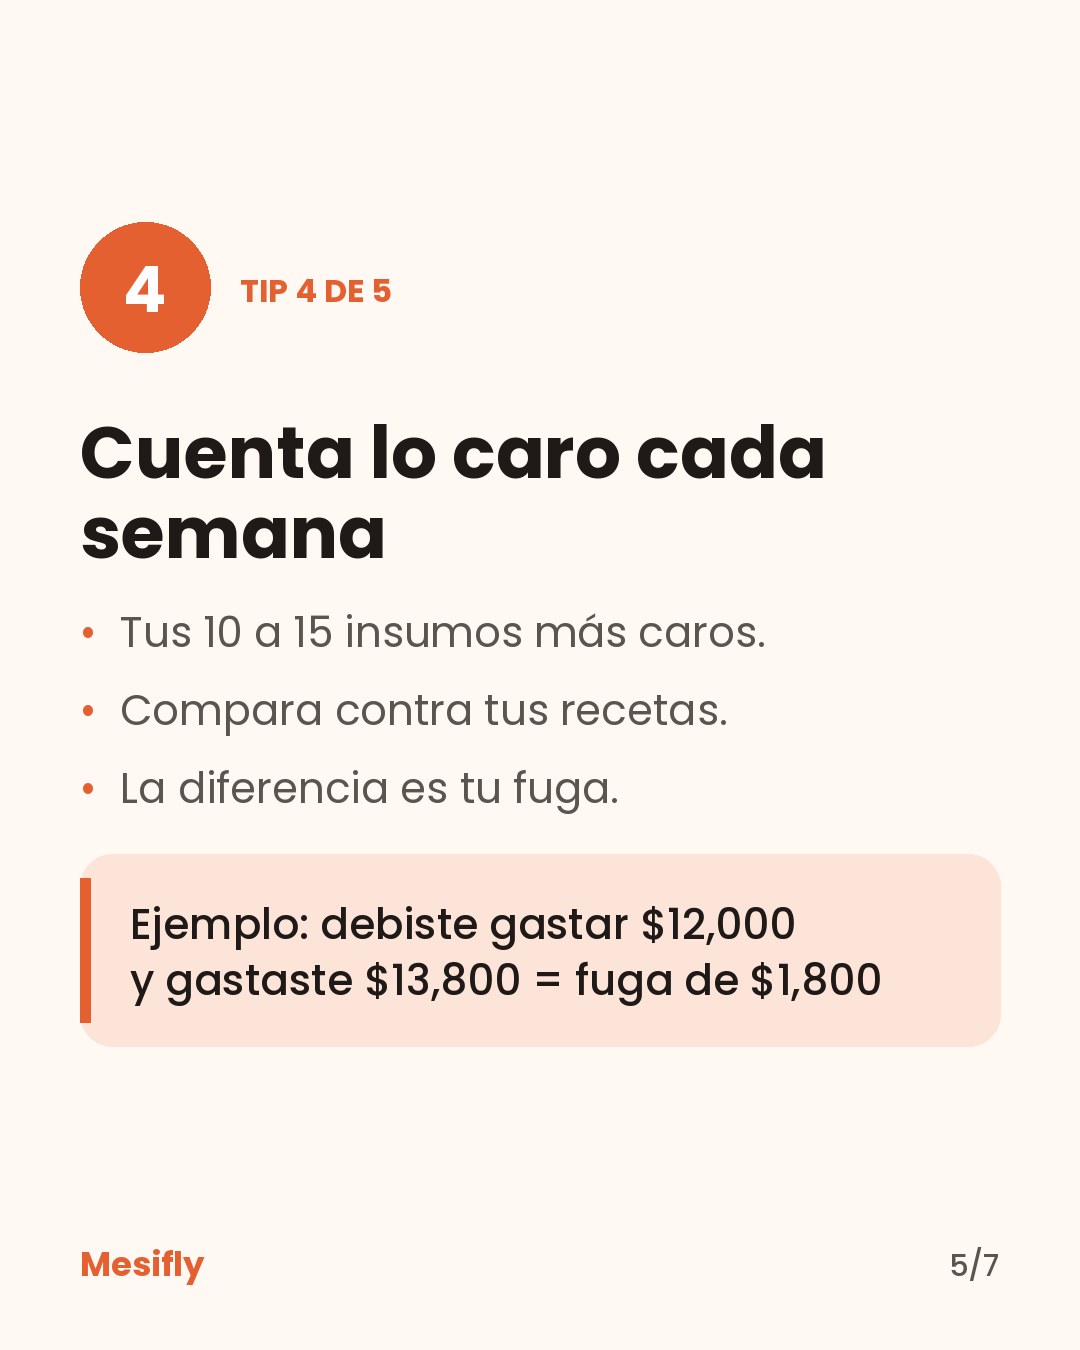 4
TIP 4 DE 5
Cuenta lo caro cada
semana
• Tus 10 a 15 insumos más caros.
• Compara contra tus recetas.
• La diferencia es tu fuga.
Ejemplo: debiste gastar $12,000
y gastaste $13,800 = fuga de $1,800
Mesifly
5/7